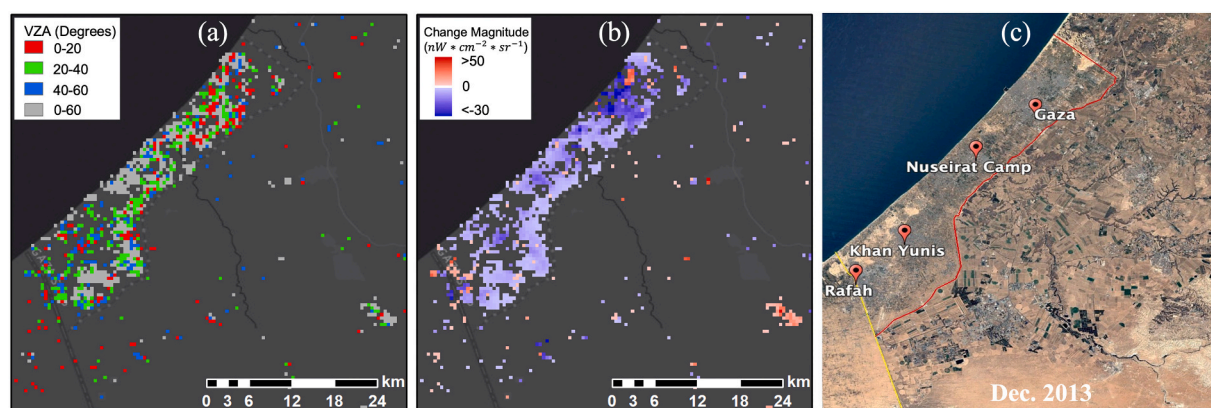 VZA (Degrees)
0-20
20-40
40-60
0-60
(a)
km
0 3 6 12 18 24
Change Magnitude
(nW * cm⁻² * sr⁻¹)
>50
0
<-30
(b)
km
0 3 6 12 18 24
(c)
Gaza
Nuseirat Camp
Khan Yunis
Rafah
Dec. 2013